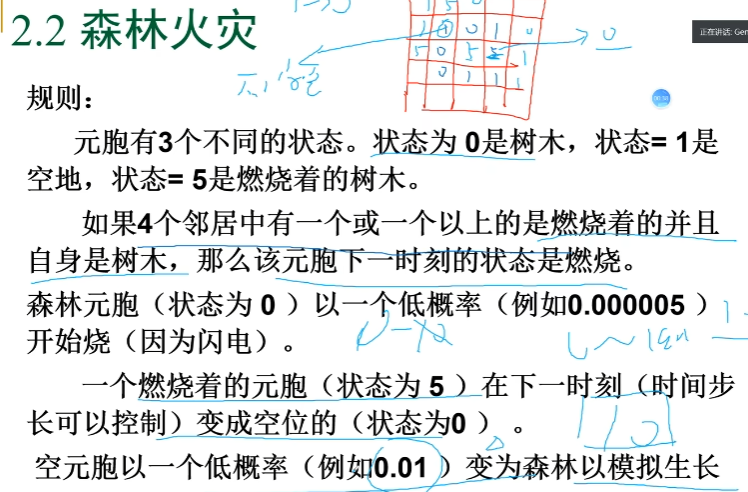 2.2 森林火灾
正在讲话: Gen
00:50
规则：
元胞有3个不同的状态。状态为 0是树木，状态= 1是
空地，状态= 5是燃烧着的树木。
如果4个邻居中有一个或一个以上的是燃烧着的并且
自身是树木，那么该元胞下一时刻的状态是燃烧。
森林元胞（状态为 0 ）以一个低概率（例如0.000005 ）
开始烧（因为闪电）。
一个燃烧着的元胞（状态为 5 ）在下一时刻（时间步
长可以控制）变成空位的（状态为0 ） 。
空元胞以一个低概率（例如0.01 ）变为森林以模拟生长